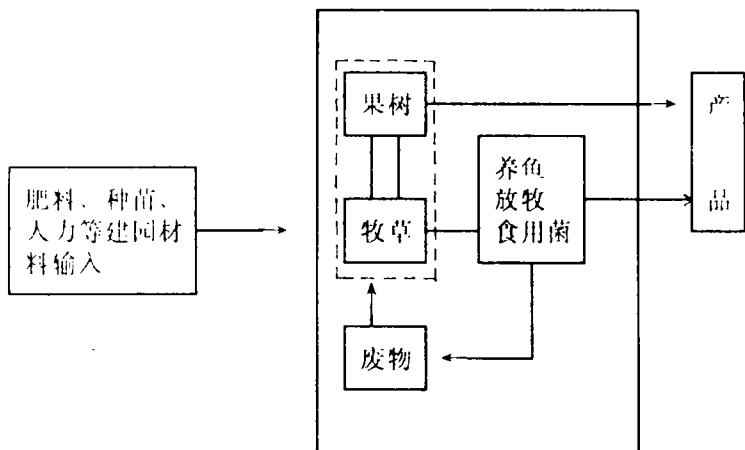 果树
产
品
养鱼
放牧
食用菌
肥料、种苗、
人力等建园材
料输入
牧草
废物